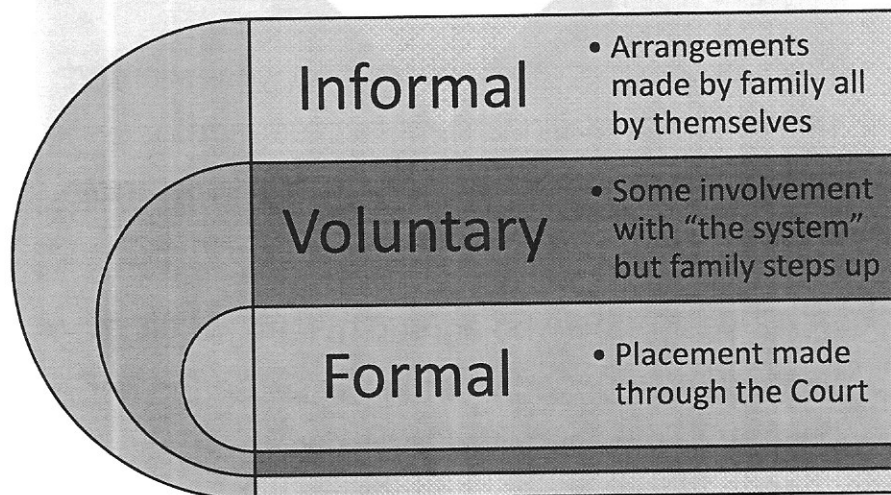 Informal
• Arrangements
made by family all
by themselves
Voluntary
• Some involvement
with “the system”
but family steps up
Formal
• Placement made
through the Court